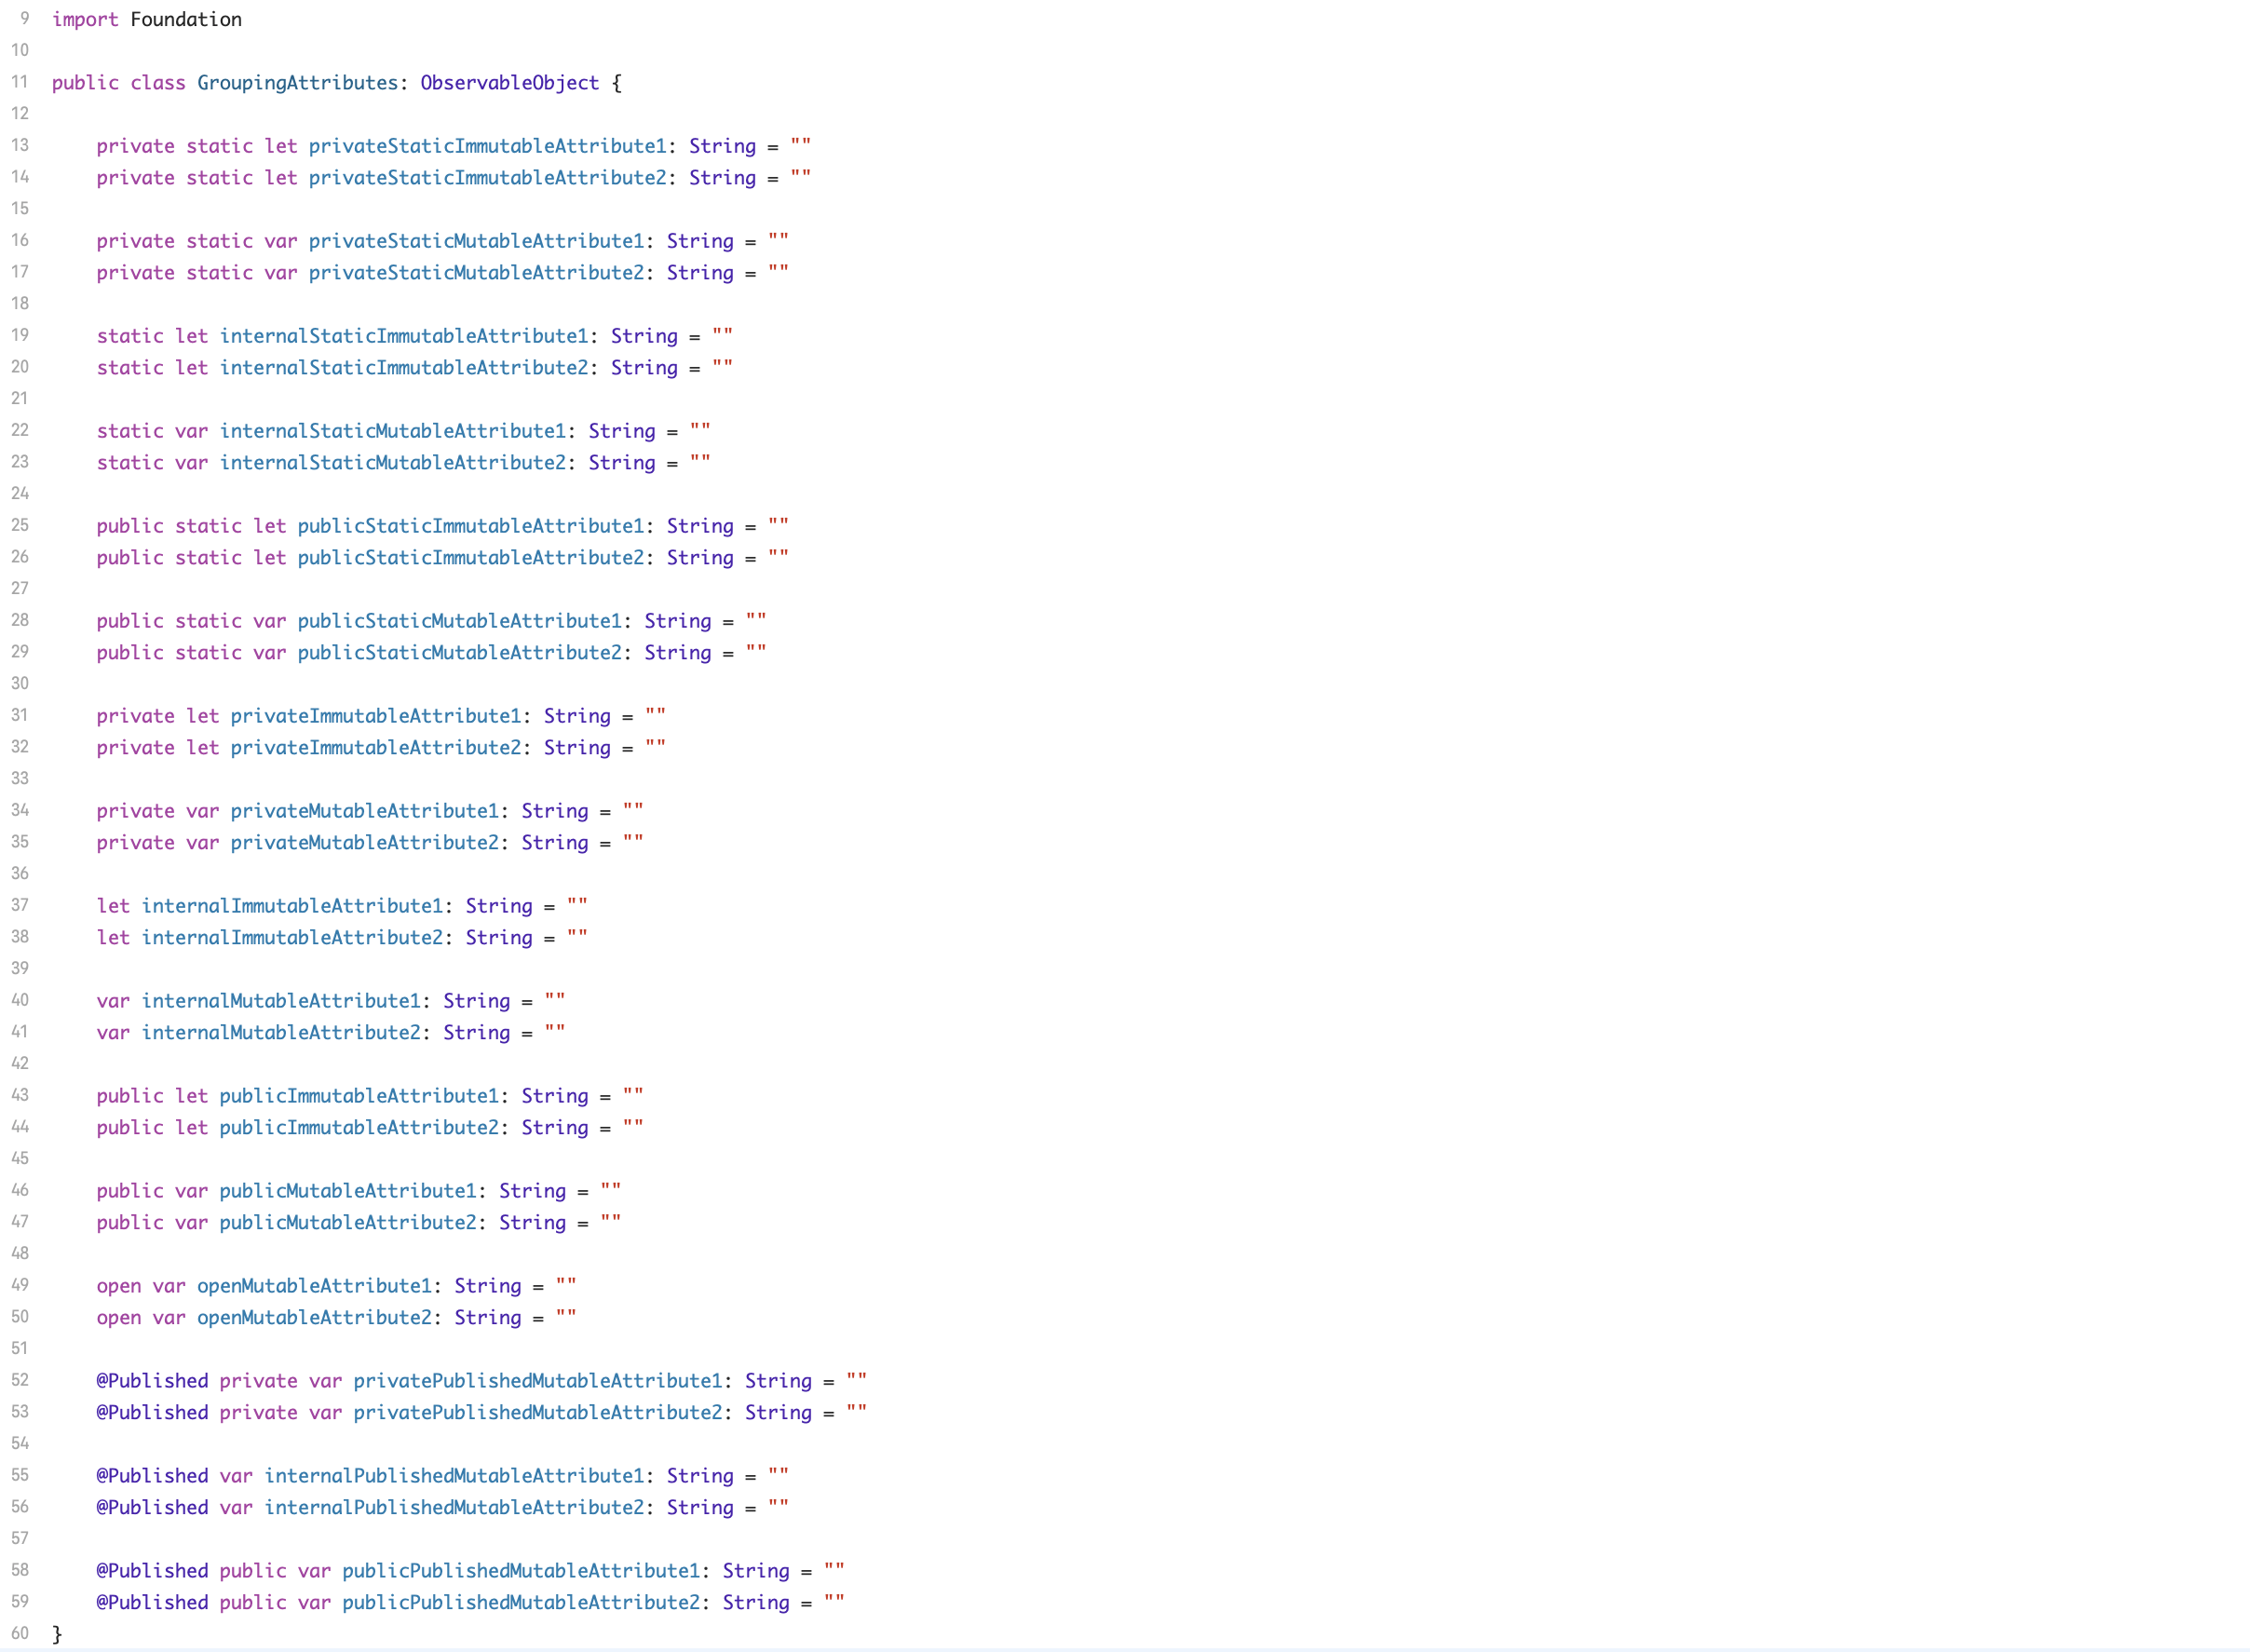 9 import Foundation
10
11 public class GroupingAttributes: ObservableObject {
12
13 private static let privateStaticImmutableAttribute1: String = ""
14 private static let privateStaticImmutableAttribute2: String = ""
15
16 private static var privateStaticMutableAttribute1: String = ""
17 private static var privateStaticMutableAttribute2: String = ""
18
19 static let internalStaticImmutableAttribute1: String = ""
20 static let internalStaticImmutableAttribute2: String = ""
21
22 static var internalStaticMutableAttribute1: String = ""
23 static var internalStaticMutableAttribute2: String = ""
24
25 public static let publicStaticImmutableAttribute1: String = ""
26 public static let publicStaticImmutableAttribute2: String = ""
27
28 public static var publicStaticMutableAttribute1: String = ""
29 public static var publicStaticMutableAttribute2: String = ""
30
31 private let privateImmutableAttribute1: String = ""
32 private let privateImmutableAttribute2: String = ""
33
34 private var privateMutableAttribute1: String = ""
35 private var privateMutableAttribute2: String = ""
36
37 let internalImmutableAttribute1: String = ""
38 let internalImmutableAttribute2: String = ""
39
40 var internalMutableAttribute1: String = ""
41 var internalMutableAttribute2: String = ""
42
43 public let publicImmutableAttribute1: String = ""
44 public let publicImmutableAttribute2: String = ""
45
46 public var publicMutableAttribute1: String = ""
47 public var publicMutableAttribute2: String = ""
48
49 open var openMutableAttribute1: String = ""
50 open var openMutableAttribute2: String = ""
51
52 @Published private var privatePublishedMutableAttribute1: String = ""
53 @Published private var privatePublishedMutableAttribute2: String = ""
54
55 @Published var internalPublishedMutableAttribute1: String = ""
56 @Published var internalPublishedMutableAttribute2: String = ""
57
58 @Published public var publicPublishedMutableAttribute1: String = ""
59 @Published public var publicPublishedMutableAttribute2: String = ""
60 }